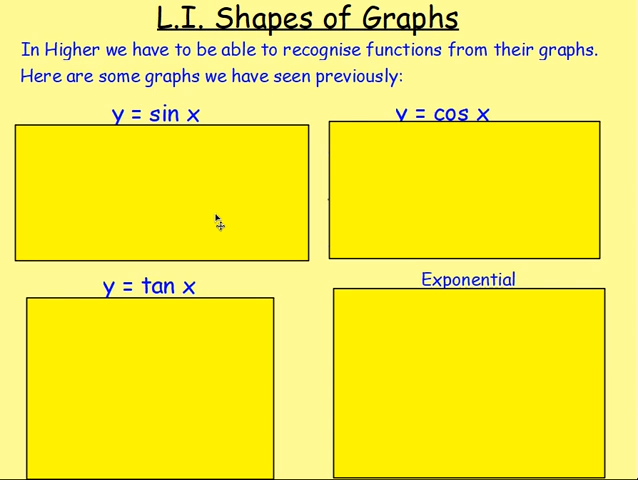 L.I. Shapes of Graphs
In Higher we have to be able to recognise functions from their graphs.
Here are some graphs we have seen previously:
y = sin x
y = cos x
y = tan x
Exponential